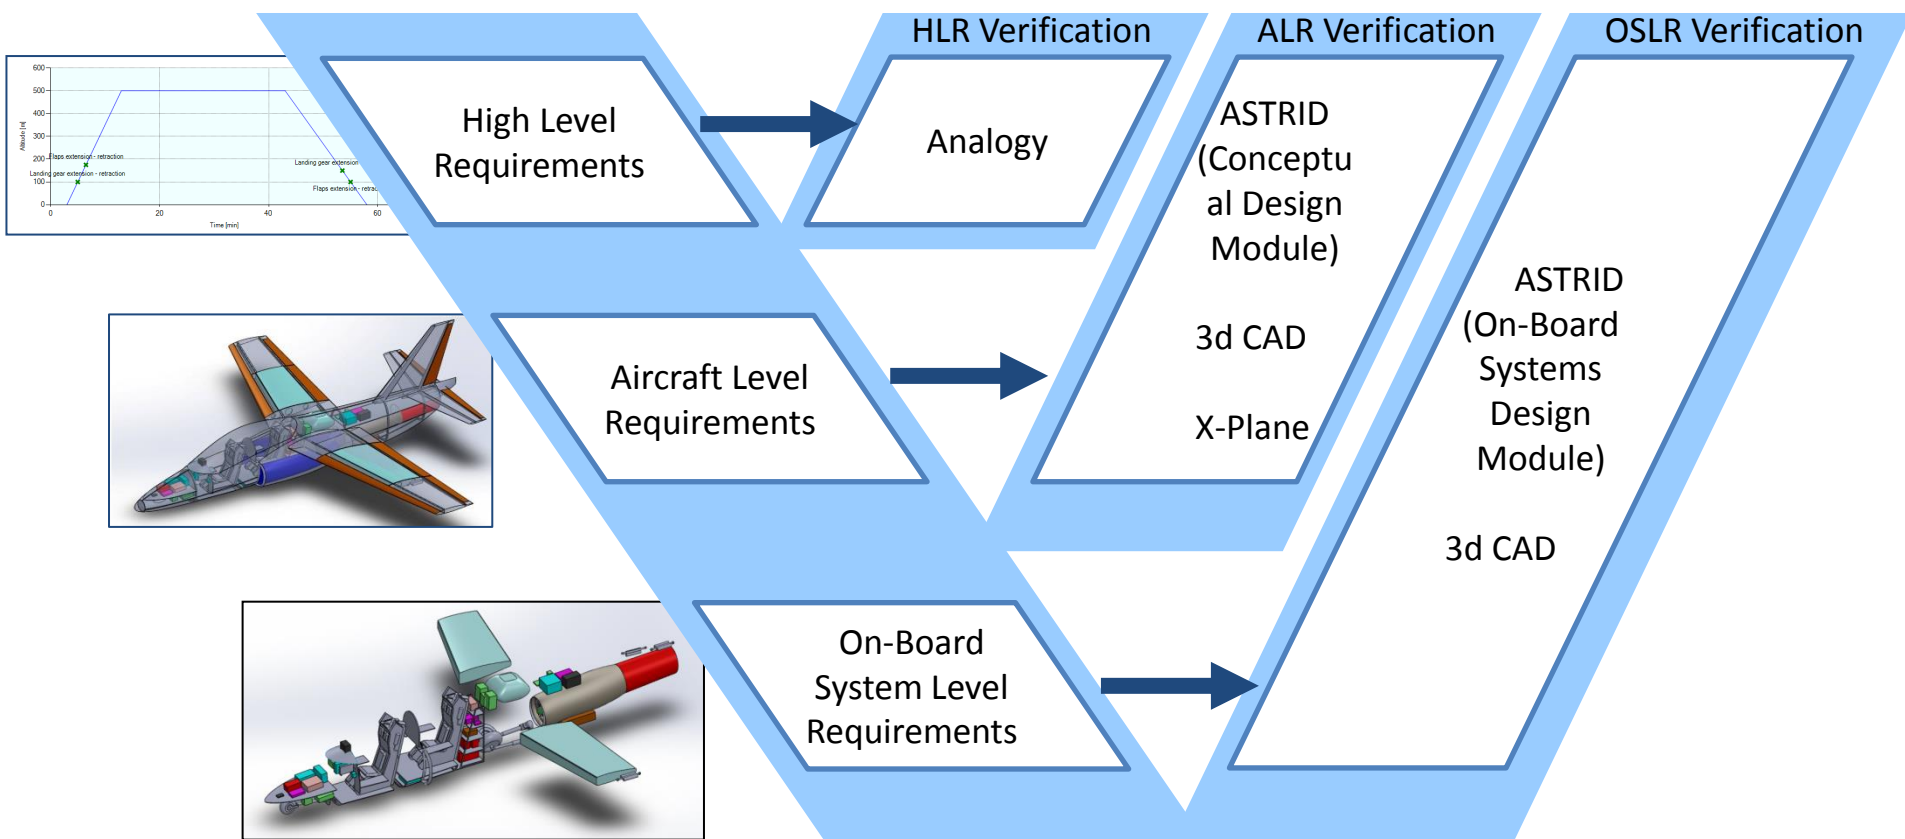 HLR Verification
ALR Verification
OSLR Verification
600
500
400
300
200
100
0
Altitude [m]
Flaps extension - retraction
Landing gear extension - retraction
Landing gear extension
Flaps extension - retrac
0
20
40
60
Time [min]
High Level
Requirements
Analogy
ASTRID
(Conceptu
al Design
Module)
3d CAD
X-Plane
Aircraft Level
Requirements
ASTRID
(On-Board
Systems
Design
Module)
3d CAD
On-Board
System Level
Requirements